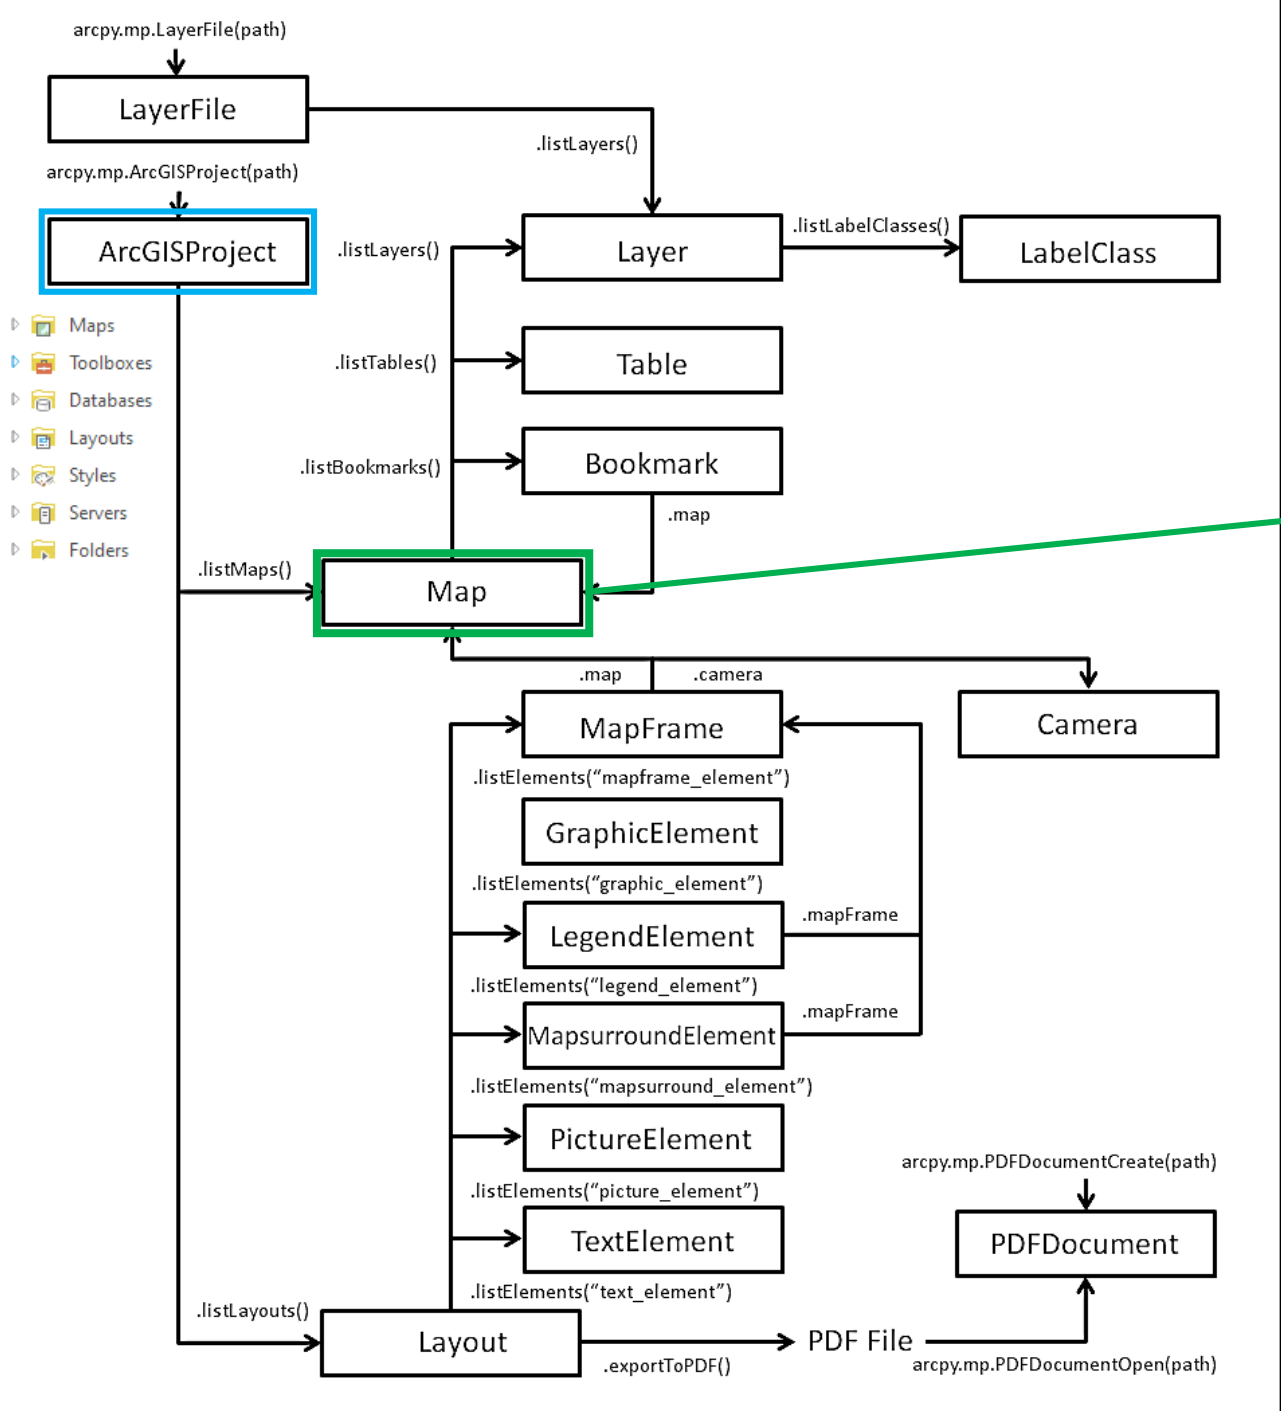 arcpy.mp.LayerFile(path)
LayerFile
.listLayers()
arcpy.mp.ArcGISProject(path)
ArcGISProject
.listLayers()
Layer
.listLabelClasses()
LabelClass
Maps
Toolboxes
Databases
Layouts
Styles
Servers
Folders
.listTables()
Table
.listBookmarks()
Bookmark
.map
.listMaps()
Map
.map
.camera
MapFrame
Camera
.listElements(“mapframe_element”)
GraphicElement
.listElements(“graphic_element”)
LegendElement
.mapFrame
.listElements(“legend_element”)
MapsurroundElement
.mapFrame
.listElements(“mapsurround_element”)
PictureElement
.listElements(“picture_element”)
TextElement
.listElements(“text_element”)
arcpy.mp.PDFDocumentCreate(path)
PDFDocument
.listLayouts()
Layout
.exportToPDF()
PDF File
arcpy.mp.PDFDocumentOpen(path)